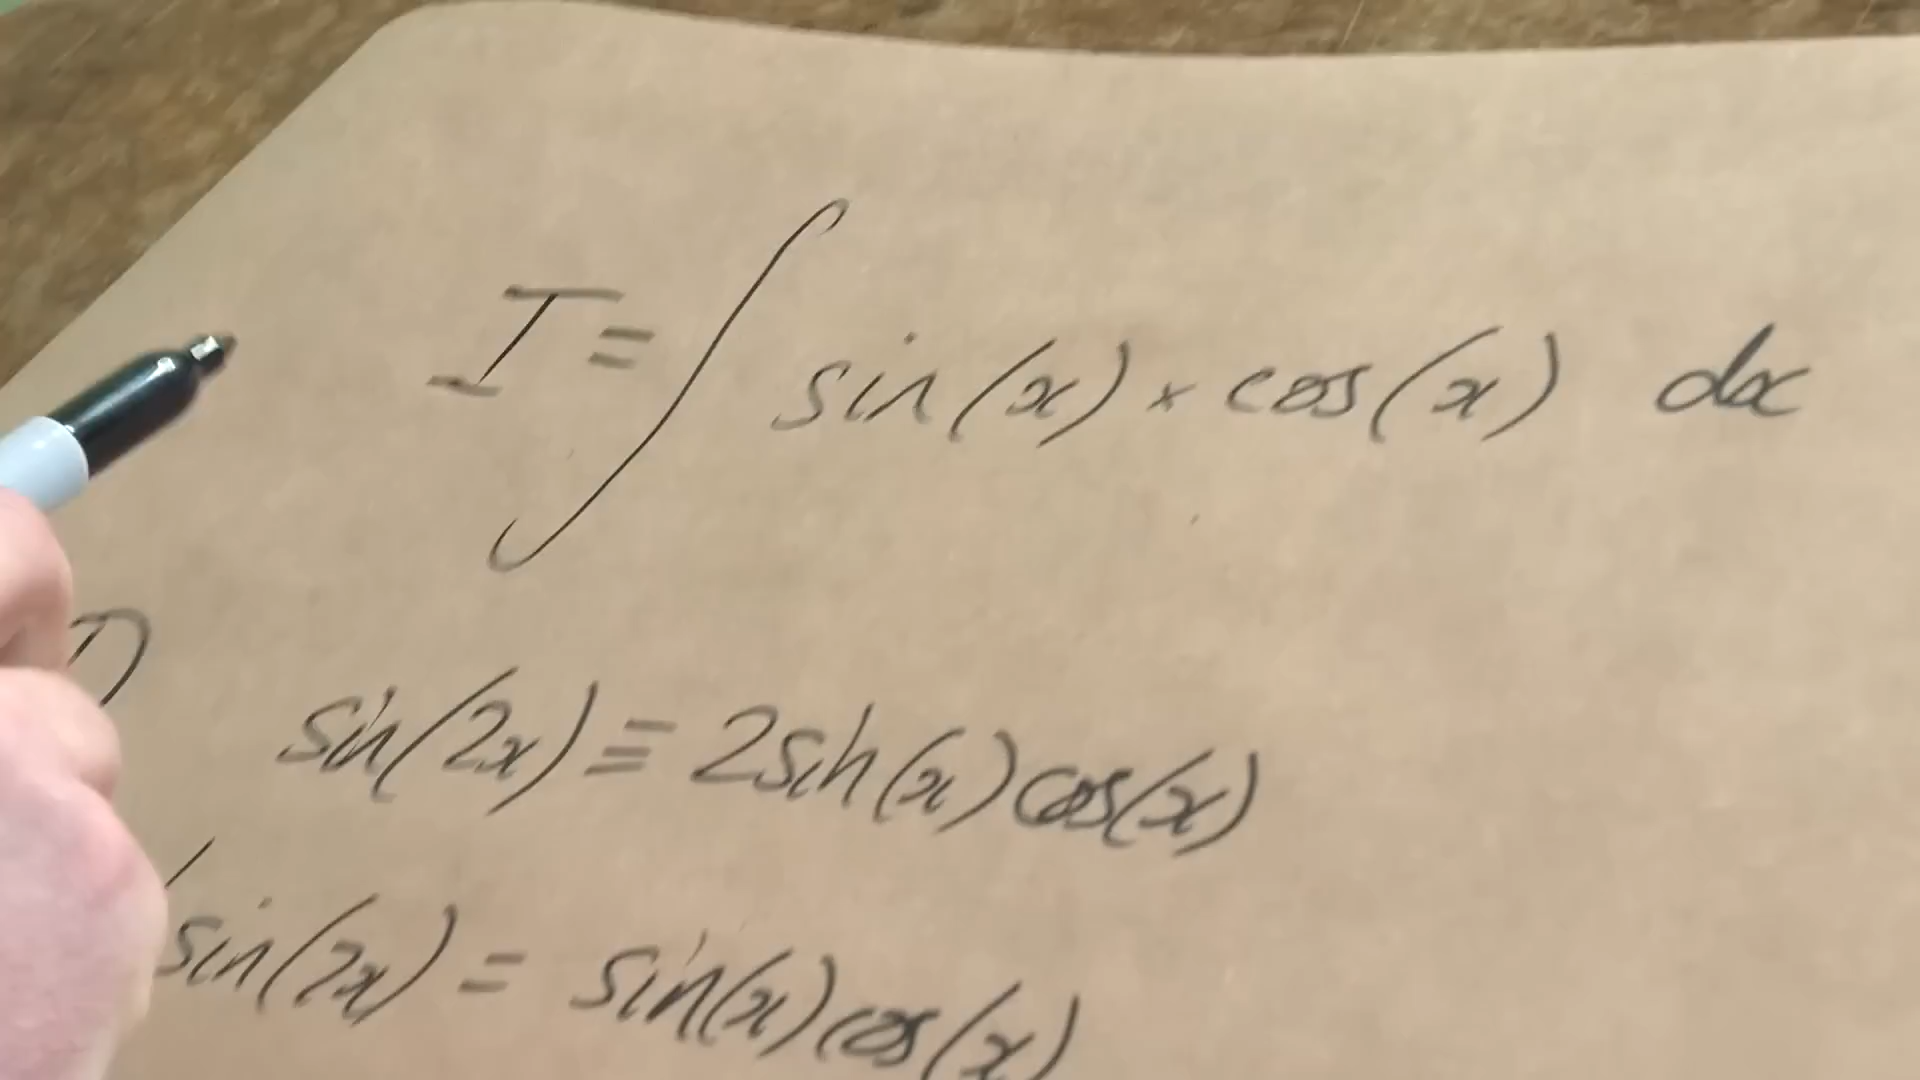 I = ∫ sin(x) × cos(x) dx
)
sin(2x) ≡ 2sin(x)cos(x)
sin(2x) = sin(x)cos(x)